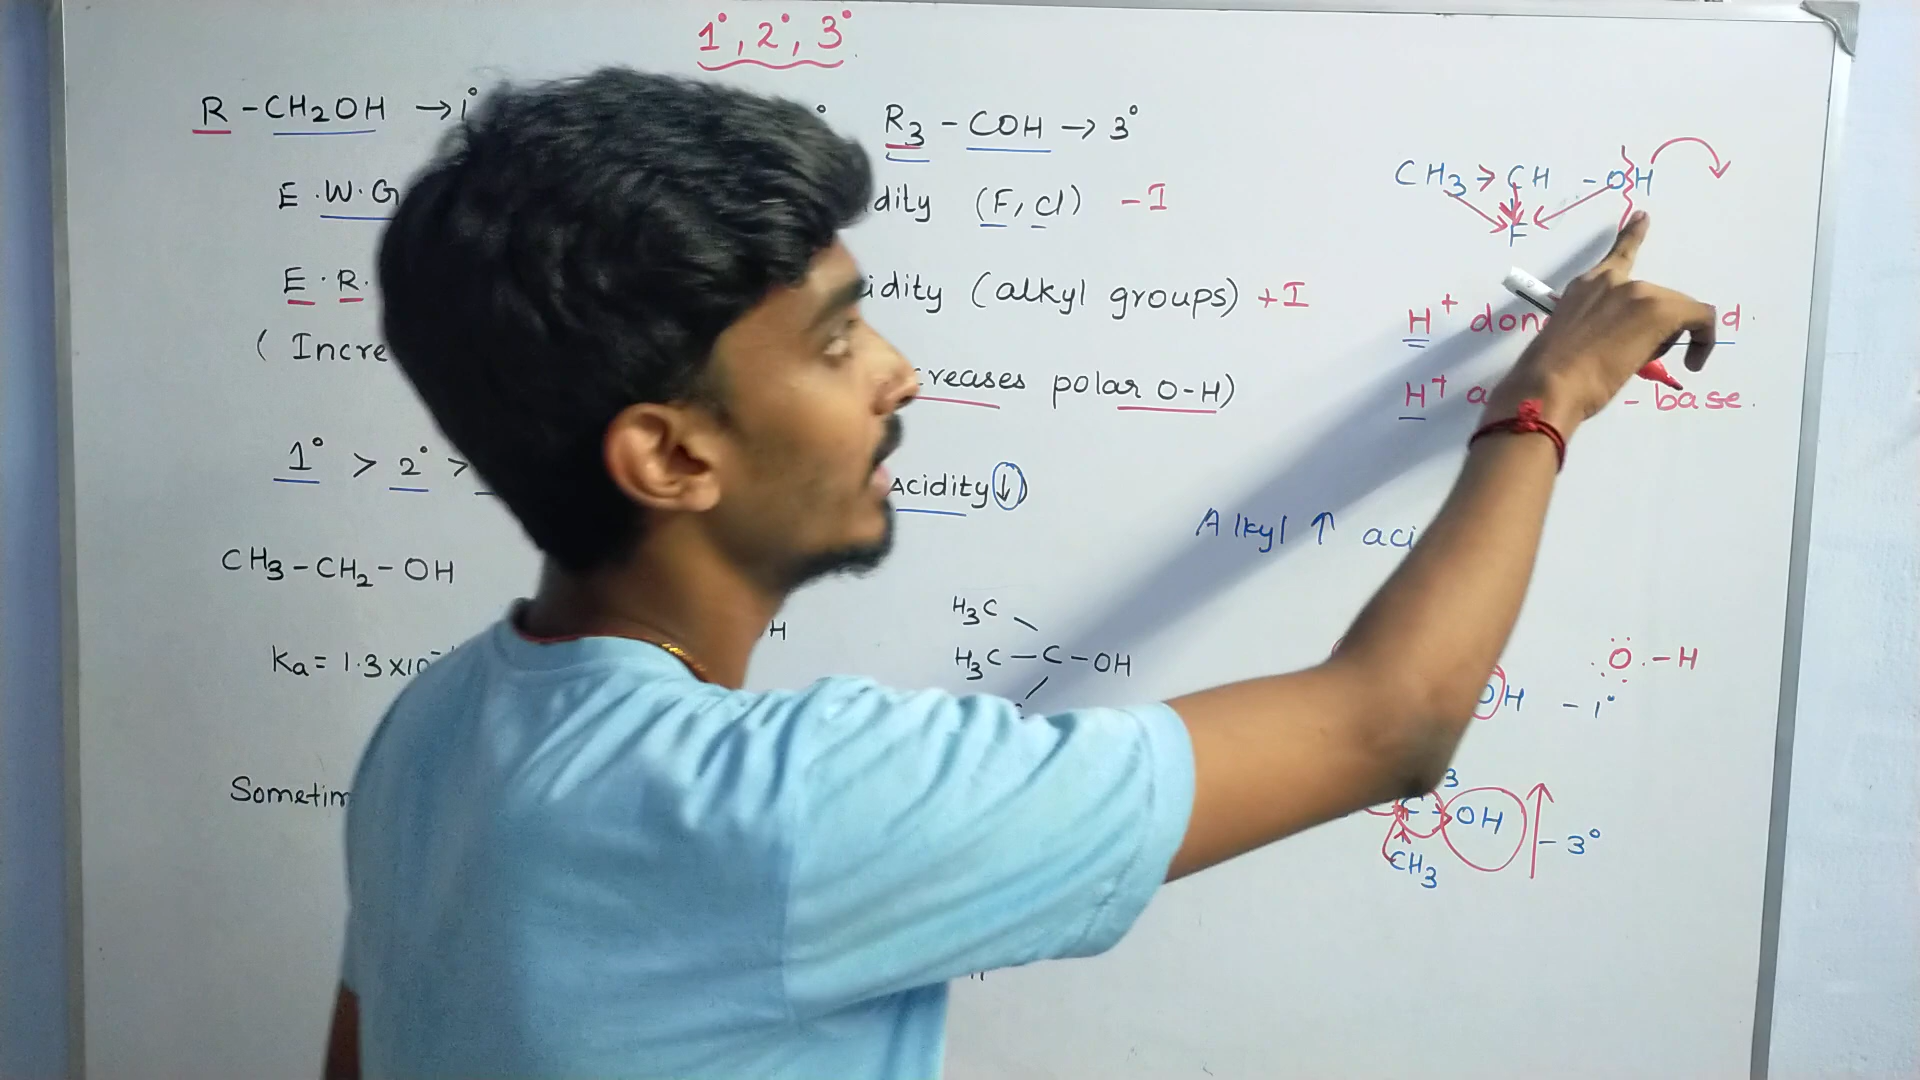 1°, 2°, 3°
R - CH2OH → 1°
R3 - COH → 3°
E.W.G
dity (F, Cl) - I
E.R.
idity (alkyl groups) + I
( Incre
creases polar O-H)
1° > 2° >
Acidity ↓
CH3 - CH2 - OH
H
Ka = 1.3 x 10-
H3C
H3C - C - OH
Sometim
CH3 > CH - OH
F
H+ don
d.
H+ a
- base.
Alkyl ↑ aci
O - H
OH - 1°
3
C - OH - 3°
CH3